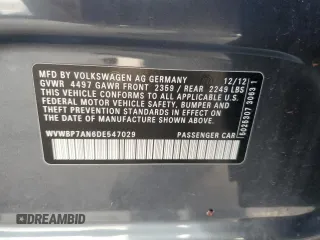 MFD BY VOLKSWAGEN AG GERMANY 12/12
GVWR 4497 GAWR FRONT 2359 / REAR 2249 LBS
THIS VEHICLE CONFORMS TO ALL APPLICABLE
FEDERAL MOTOR VEHICLE SAFETY, BUMPER AND
THEFT PREVENTION STANDARDS IN EFFECT ON
THE DATE OF MANUFACTURE SHOWN ABOVE
WVWBP7AN6DE547029 PASSENGER CAR
DREAMBID